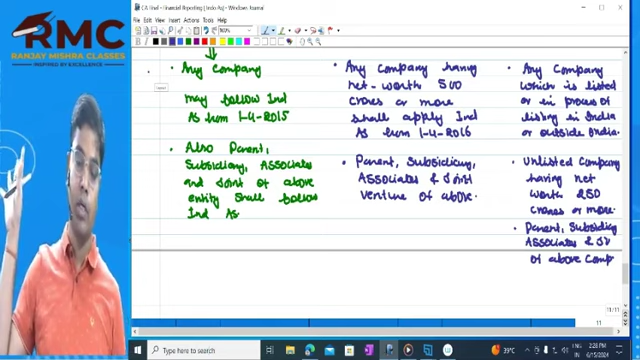 RMC
RANJAY MISHRA CLASSES
INSPIRED BY EXCELLENCE
CA Final - Financial Reporting [Indo As] - Windows Journal
File Edit View Insert Actions Tools Help
• Any Company
may follow Ind
As from 1-4-2015
• Also Parent,
Subsidiary, Associates
and Joint of above
entity shall follow
Ind As
• Any Company having
net-worth 500
crores or more
shall apply Ind
As from 1-4-2016
• Parent, Subsidiary,
Associates & Joint
venture of above.
• Any Company
which is listed
or in process of
listing in India
or outside India.
• Unlisted Company
having net
worth 250
crores or more.
• Parent, Subsidiary
Associates & JV
of above Comp
11/11
11
Type here to search
39°C
ENG
IN
2:28 PM
6/15/2024